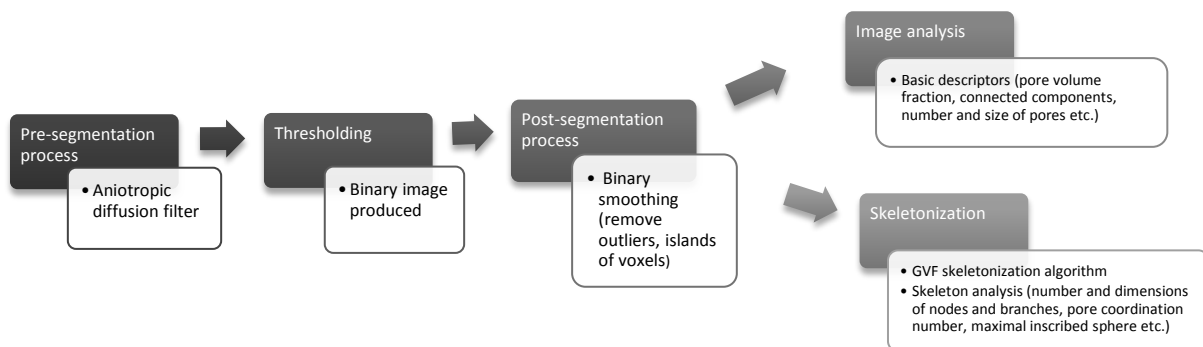 Pre-segmentation
process
• Aniotropic
diffusion filter
Thresholding
• Binary image
produced
Post-segmentation
process
• Binary
smoothing
(remove
outliers, islands
of voxels)
Image analysis
• Basic descriptors (pore volume
fraction, connected components,
number and size of pores etc.)
Skeletonization
• GVF skeletonization algorithm
• Skeleton analysis (number and dimensions
of nodes and branches, pore coordination
number, maximal inscribed sphere etc.)